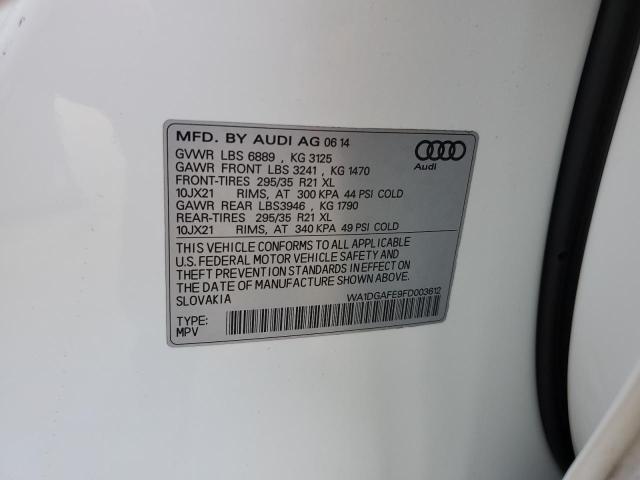 MFD. BY AUDI AG 06 14
GVWR LBS 6889 , KG 3125
GAWR FRONT LBS 3241 , KG 1470
FRONT-TIRES 295/35 R21 XL
10JX21 RIMS, AT 300 KPA 44 PSI COLD
GAWR REAR LBS3946 , KG 1790
REAR-TIRES 295/35 R21 XL
10JX21 RIMS, AT 340 KPA 49 PSI COLD
THIS VEHICLE CONFORMS TO ALL APPLICABLE
U.S. FEDERAL MOTOR VEHICLE SAFETY AND
THEFT PREVENTION STANDARDS IN EFFECT ON
THE DATE OF MANUFACTURE SHOWN ABOVE.
SLOVAKIA
WA1DGAFE9FD003612
TYPE:
MPV
Audi